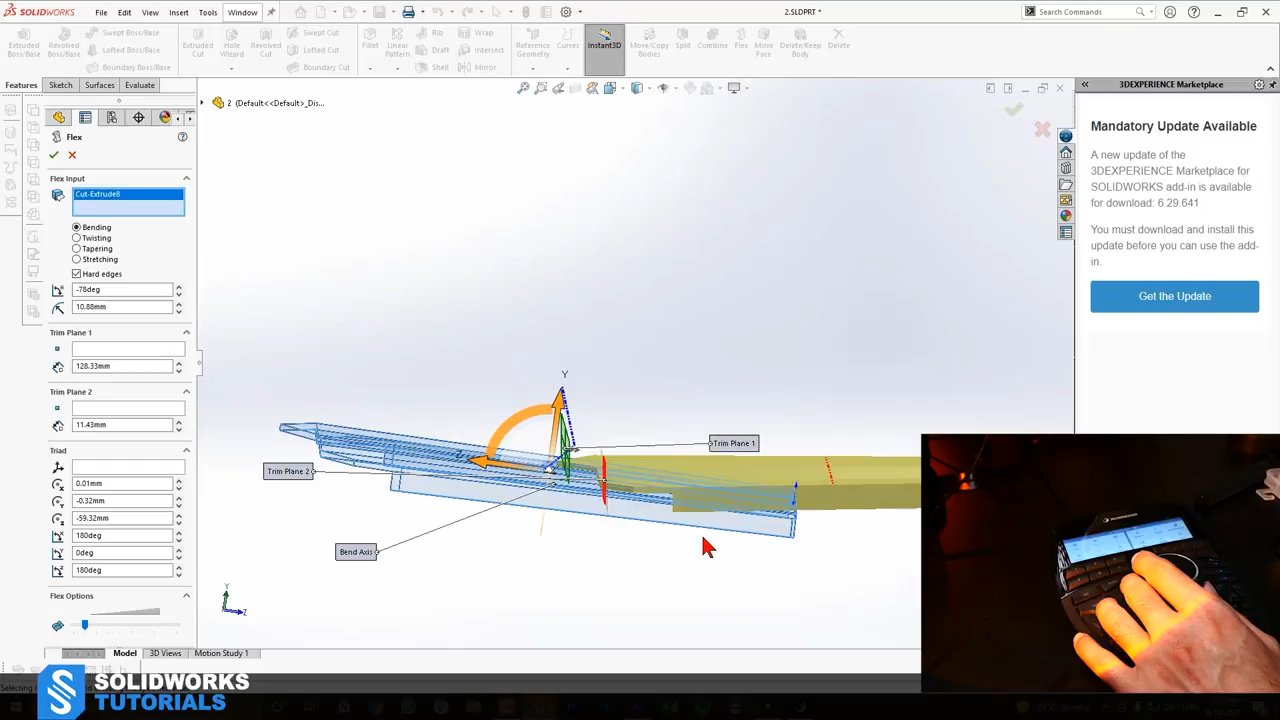 SOLIDWORKS
File
Edit
View
Insert
Tools
Window
2.SLDPRT *
Search Commands
Extruded Boss/Base
Revolved Boss/Base
Swept Boss/Base
Lofted Boss/Base
Boundary Boss/Base
Extruded Cut
Hole Wizard
Revolved Cut
Swept Cut
Lofted Cut
Boundary Cut
Fillet
Linear Pattern
Rib
Draft
Shell
Wrap
Intersect
Mirror
Reference Geometry
Curves
Instant3D
Move/Copy Bodies
Split
Combine
Flex
Move Face
Delete/Keep Body
Delete
Features
Sketch
Surfaces
Evaluate
2 (Default<<Default>_Dis...
Flex
Flex Input
Cut-Extrude8
Bending
Twisting
Tapering
Stretching
Hard edges
-78deg
10.88mm
Trim Plane 1
128.33mm
Trim Plane 2
11.43mm
Triad
0.01mm
-0.32mm
-59.32mm
180deg
0deg
180deg
Flex Options
Y
Z
Trim Plane 1
Trim Plane 2
Bend Axis
Y
Z
3DEXPERIENCE Marketplace
Mandatory Update Available
A new update of the
3DEXPERIENCE Marketplace for
SOLIDWORKS add-in is available
for download: 6.29.641
You must download and install this
update before you can use the add-
in.
Get the Update
Model
3D Views
Motion Study 1
SOLIDWORKS
TUTORIALS